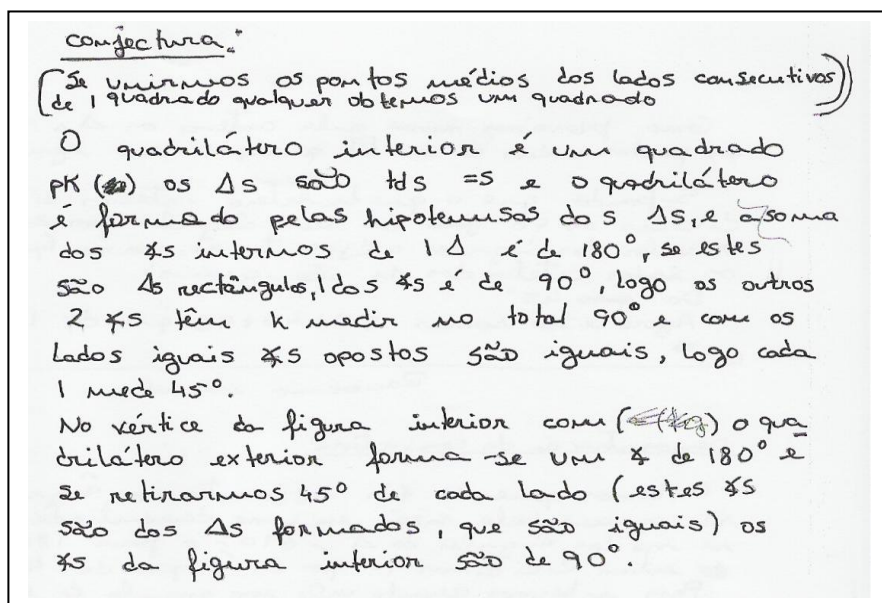 conjectura:
(Se unirmos os pontos médios dos lados consecutivos)
de 1 quadrado qualquer obtemos um quadrado
O quadrilátero interior é um quadrado
pK os Δs são tds =s e o quadrilátero
é formado pelas hipotenusas dos Δs, e a soma
dos ∡s internos de 1 Δ é de 180°, se estes
são Δs rectângulos, 1 dos ∡s é de 90°, logo os outros
2 ∡s têm k medir no total 90° e com os
lados iguais ∡s opostos são iguais, logo cada
1 mede 45°.
No vértice da figura interior com o qua
drilátero exterior forma-se um ∡ de 180° e
se retirarmos 45° de cada lado (estes ∡s
são dos Δs formados, que são iguais) os
∡s da figura interior são de 90°.